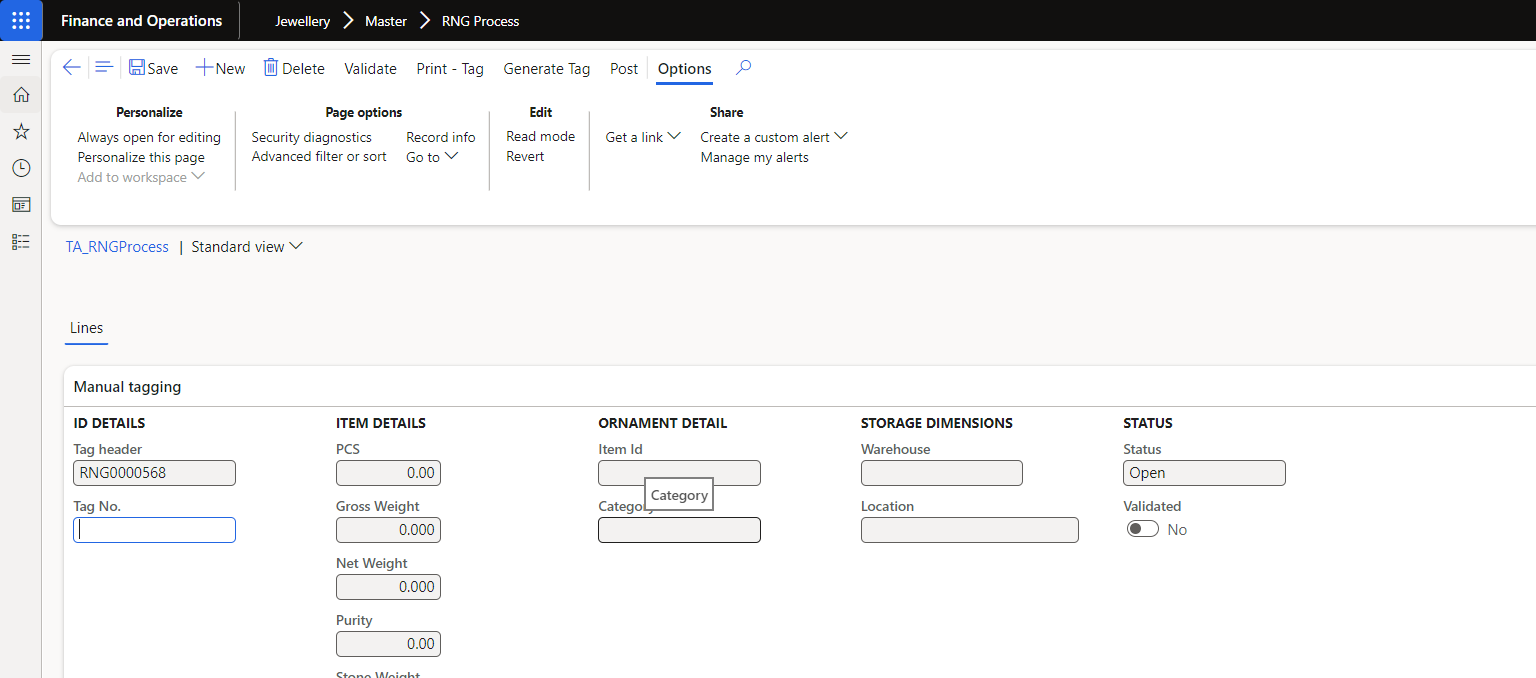 Finance and Operations
Jewellery > Master > RNG Process
Save New Delete Validate Print - Tag Generate Tag Post Options
Personalize
Always open for editing
Personalize this page
Add to workspace
Page options
Security diagnostics
Advanced filter or sort
Record info
Go to
Edit
Read mode
Revert
Share
Get a link
Create a custom alert
Manage my alerts
TA_RNGProcess | Standard view
Lines
Manual tagging
ID DETAILS
Tag header
RNG0000568
Tag No.
ITEM DETAILS
PCS
0.00
Gross Weight
0.000
Net Weight
0.000
Purity
0.00
Stone Weight
ORNAMENT DETAIL
Item Id
Category
Category
STORAGE DIMENSIONS
Warehouse
Location
STATUS
Status
Open
Validated
No